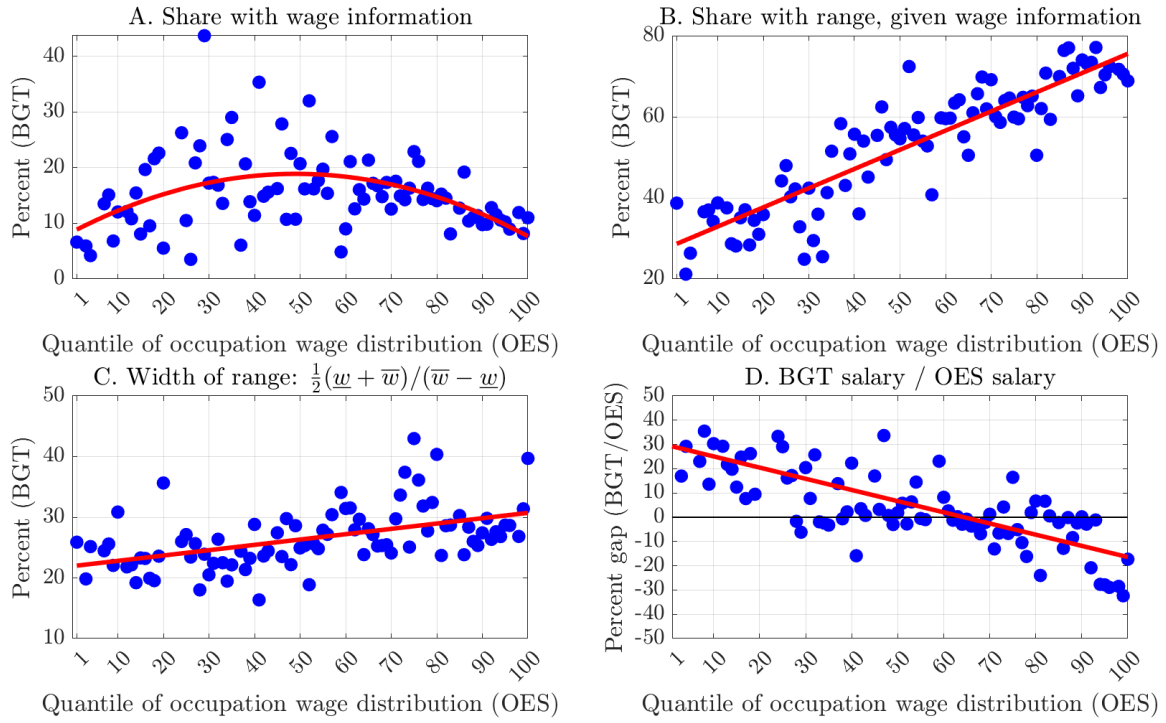 A. Share with wage information
Percent (BGT)
40
30
20
10
0
1 10 20 30 40 50 60 70 80 90 100
Quantile of occupation wage distribution (OES)
B. Share with range, given wage information
Percent (BGT)
80
60
40
20
1 10 20 30 40 50 60 70 80 90 100
Quantile of occupation wage distribution (OES)
C. Width of range: ½(w̲ + w̅)/(w̅ − w̲)
Percent (BGT)
50
40
30
20
10
1 10 20 30 40 50 60 70 80 90 100
Quantile of occupation wage distribution (OES)
D. BGT salary / OES salary
Percent gap (BGT/OES)
50
40
30
20
10
0
-10
-20
-30
-40
-50
1 10 20 30 40 50 60 70 80 90 100
Quantile of occupation wage distribution (OES)